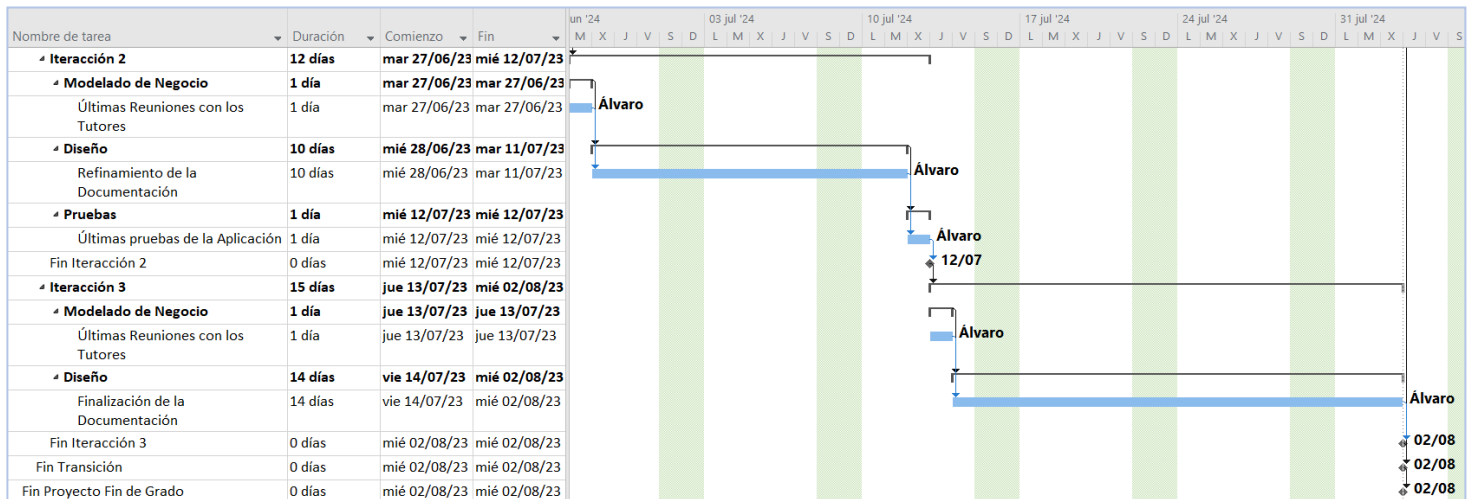 un '24 03 jul '24 10 jul '24 17 jul '24 24 jul '24 31 jul '24
Nombre de tarea Duración Comienzo Fin M X J V S D L M X J V S D L M X J V S D L M X J V S D L M X J V S D L M X J V S
Iteración 2 12 días mar 27/06/23 mié 12/07/23
Modelado de Negocio 1 día mar 27/06/23 mar 27/06/23
Últimas Reuniones con los 1 día mar 27/06/23 mar 27/06/23 Álvaro
Tutores
Diseño 10 días mié 28/06/23 mar 11/07/23
Refinamiento de la 10 días mié 28/06/23 mar 11/07/23 Álvaro
Documentación
Pruebas 1 día mié 12/07/23 mié 12/07/23
Últimas pruebas de la Aplicación 1 día mié 12/07/23 mié 12/07/23 Álvaro
Fin Iteración 2 0 días mié 12/07/23 mié 12/07/23 12/07
Iteración 3 15 días jue 13/07/23 mié 02/08/23
Modelado de Negocio 1 día jue 13/07/23 jue 13/07/23
Últimas Reuniones con los 1 día jue 13/07/23 jue 13/07/23 Álvaro
Tutores
Diseño 14 días vie 14/07/23 mié 02/08/23
Finalización de la 14 días vie 14/07/23 mié 02/08/23 Álvaro
Documentación
Fin Iteración 3 0 días mié 02/08/23 mié 02/08/23 02/08
Fin Transición 0 días mié 02/08/23 mié 02/08/23 02/08
Fin Proyecto Fin de Grado 0 días mié 02/08/23 mié 02/08/23 02/08